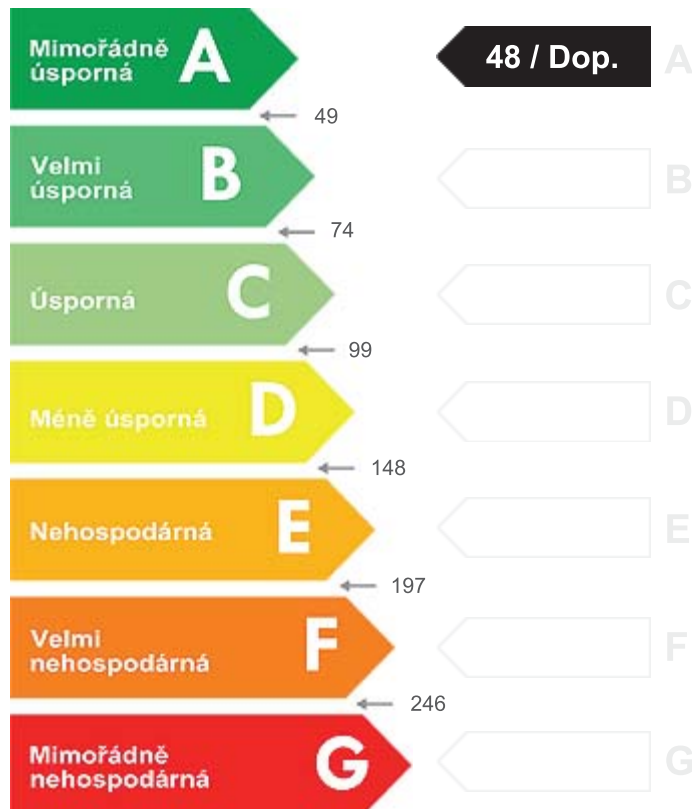 Mimořádně
úsporná
A
48 / Dop.
A
49
Velmi
úsporná
B
B
74
Úsporná
C
C
99
Méně úsporná
D
D
148
Nehospodárná
E
E
197
Velmi
nehospodárná
F
F
246
Mimořádně
nehospodárná
G
G